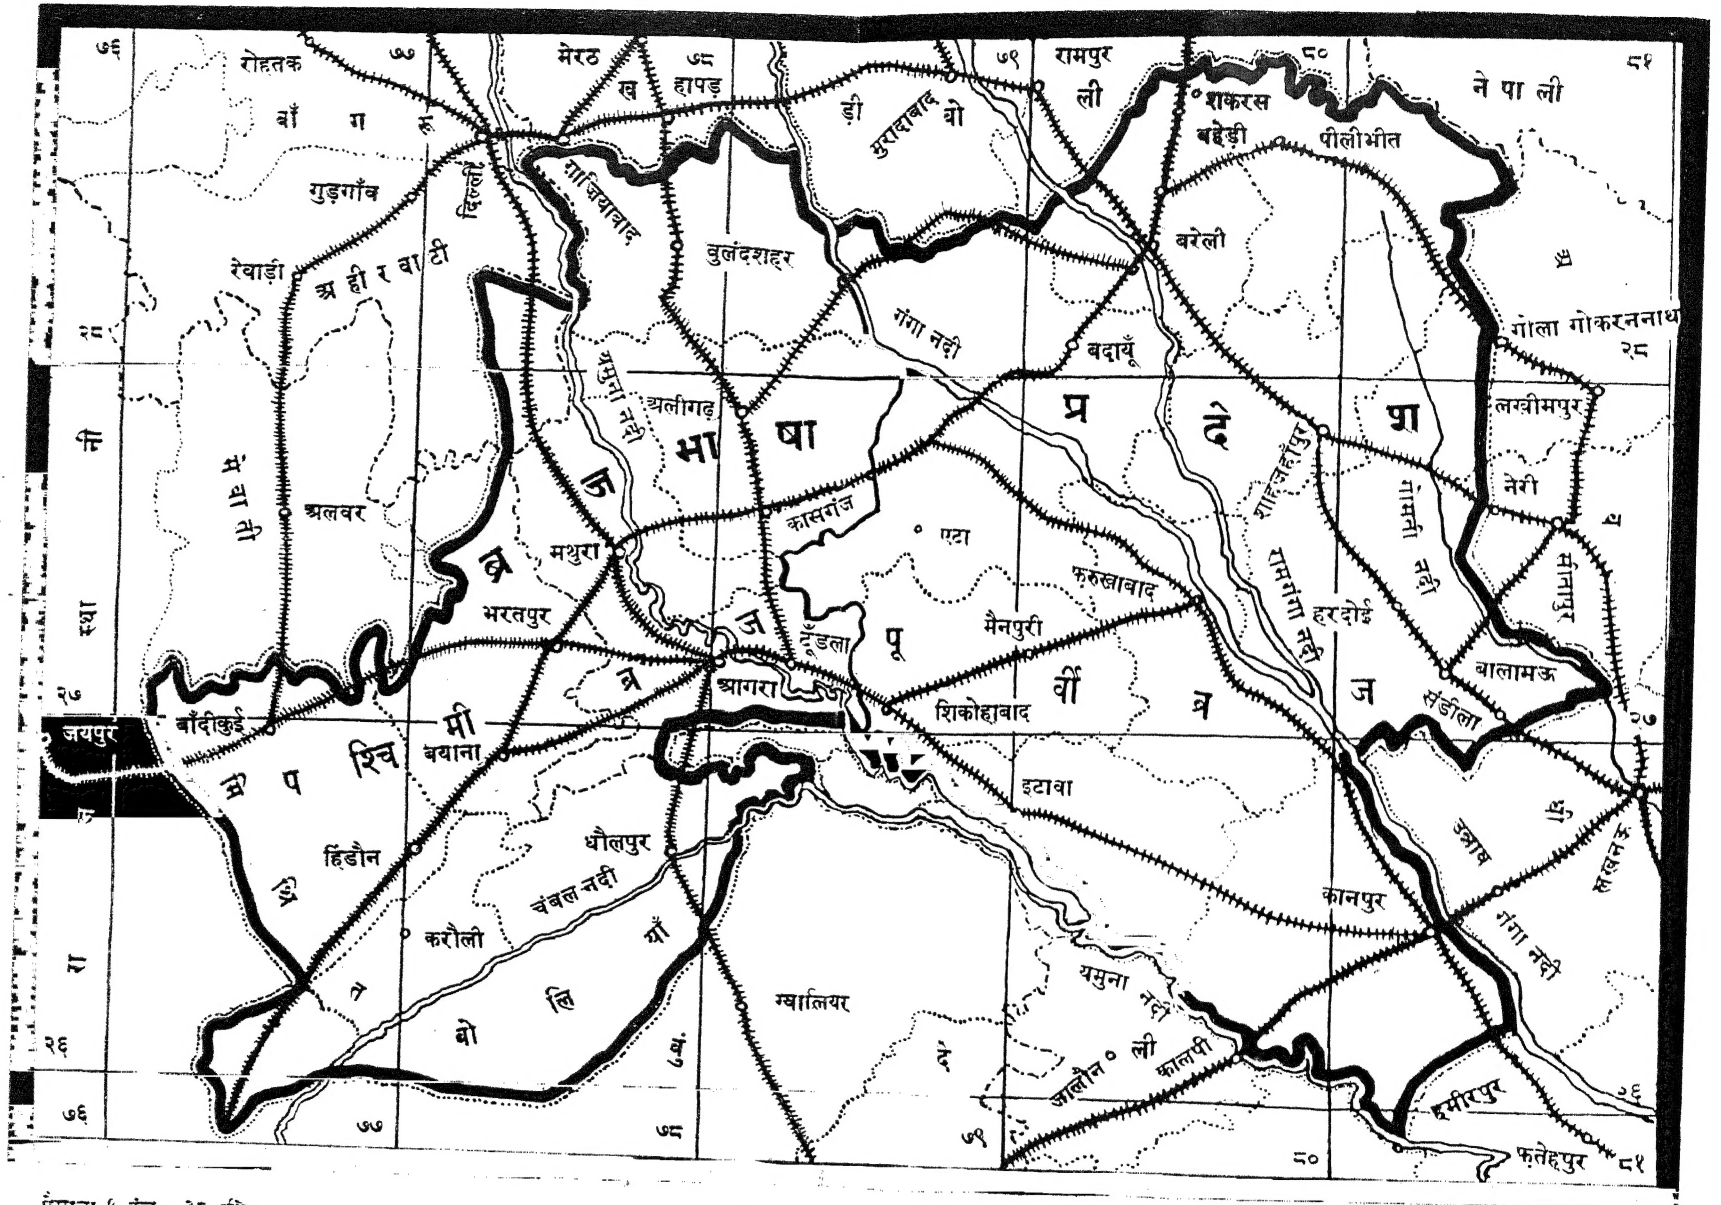 ७६
रोहतक
७७
मेरठ
७८
७९
रामपुर
८०
८१
ख
हापड़
ड़ी
मुरादाबाद
बो
ली
शकरस
बहेड़ी
पीलीभीत
ने पा ली
बाँ ग रू
गुड़गाँव
दिल्ली
गाजियाबाद
रेवाड़ी
अ ही र वा टी
बुलंदशहर
बरेली
अ
गंगा नदी
बदायूँ
गोला गोकरननाथ
२८
यमुना नदी
अलीगढ़
ब्र ज भा षा प्र दे श
शाहजहाँपुर
लखीमपुर
नी
मे वा ती
अलवर
कासगंज
एटा
गोमती नदी
नेरी
व
मथुरा
फ़रुखाबाद
रामगंगा नदी
सीतापुर
स्था
भरतपुर
टूंडला
मैनपुरी
हरदोई
२७
बाँदीकुई
आगरा
शिकोहाबाद
बालामऊ
संडीला
२७
जयपुर
प श्चि मी ब्र ज
पू र्वी ब्र ज
बयाना
इटावा
धी
उन्नाव
लखनऊ
हिंडौन
धौलपुर
चंबल नदी
कानपुर
गंगा नदी
रा
करौली
मि श्रि त
बो लि याँ
ग्वालियर
यमुना नदी
बुं
ली
जालौन
कालपी
२६
२६
हमीरपुर
फ़तेहपुर
७६
७७
७८
७९
८०
८१